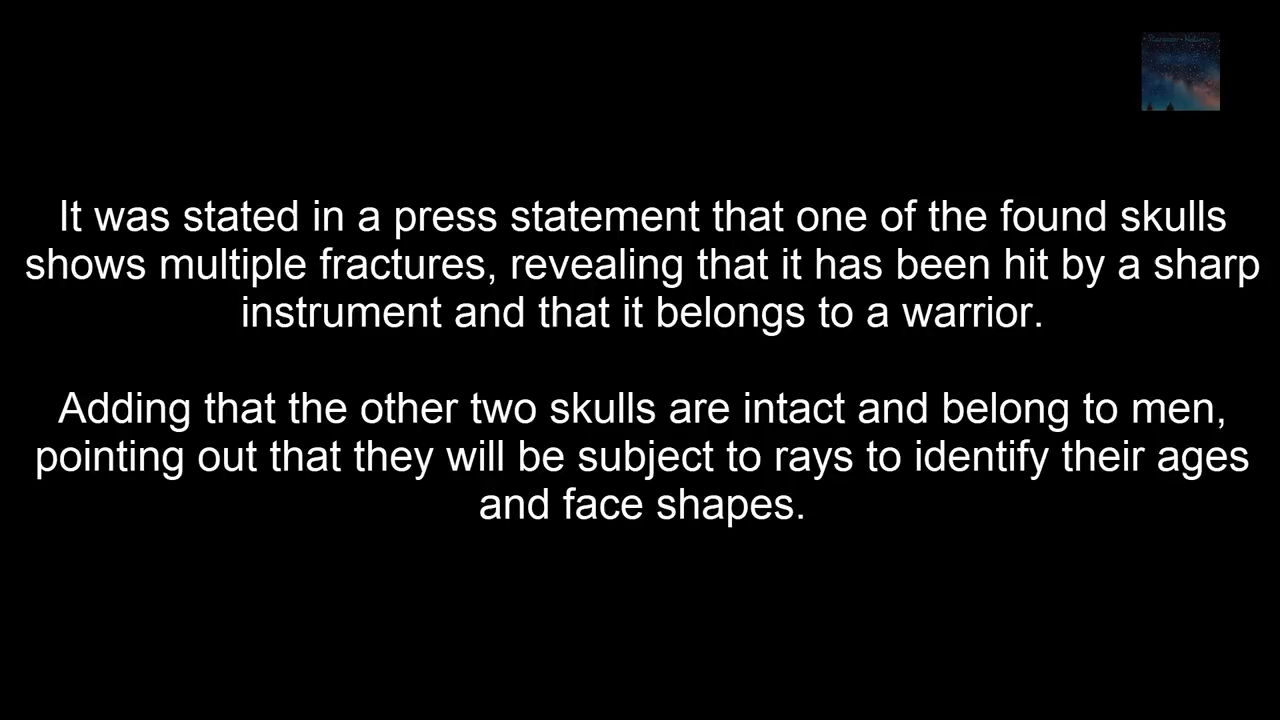 It was stated in a press statement that one of the found skulls
shows multiple fractures, revealing that it has been hit by a sharp
instrument and that it belongs to a warrior.
Adding that the other two skulls are intact and belong to men,
pointing out that they will be subject to rays to identify their ages
and face shapes.